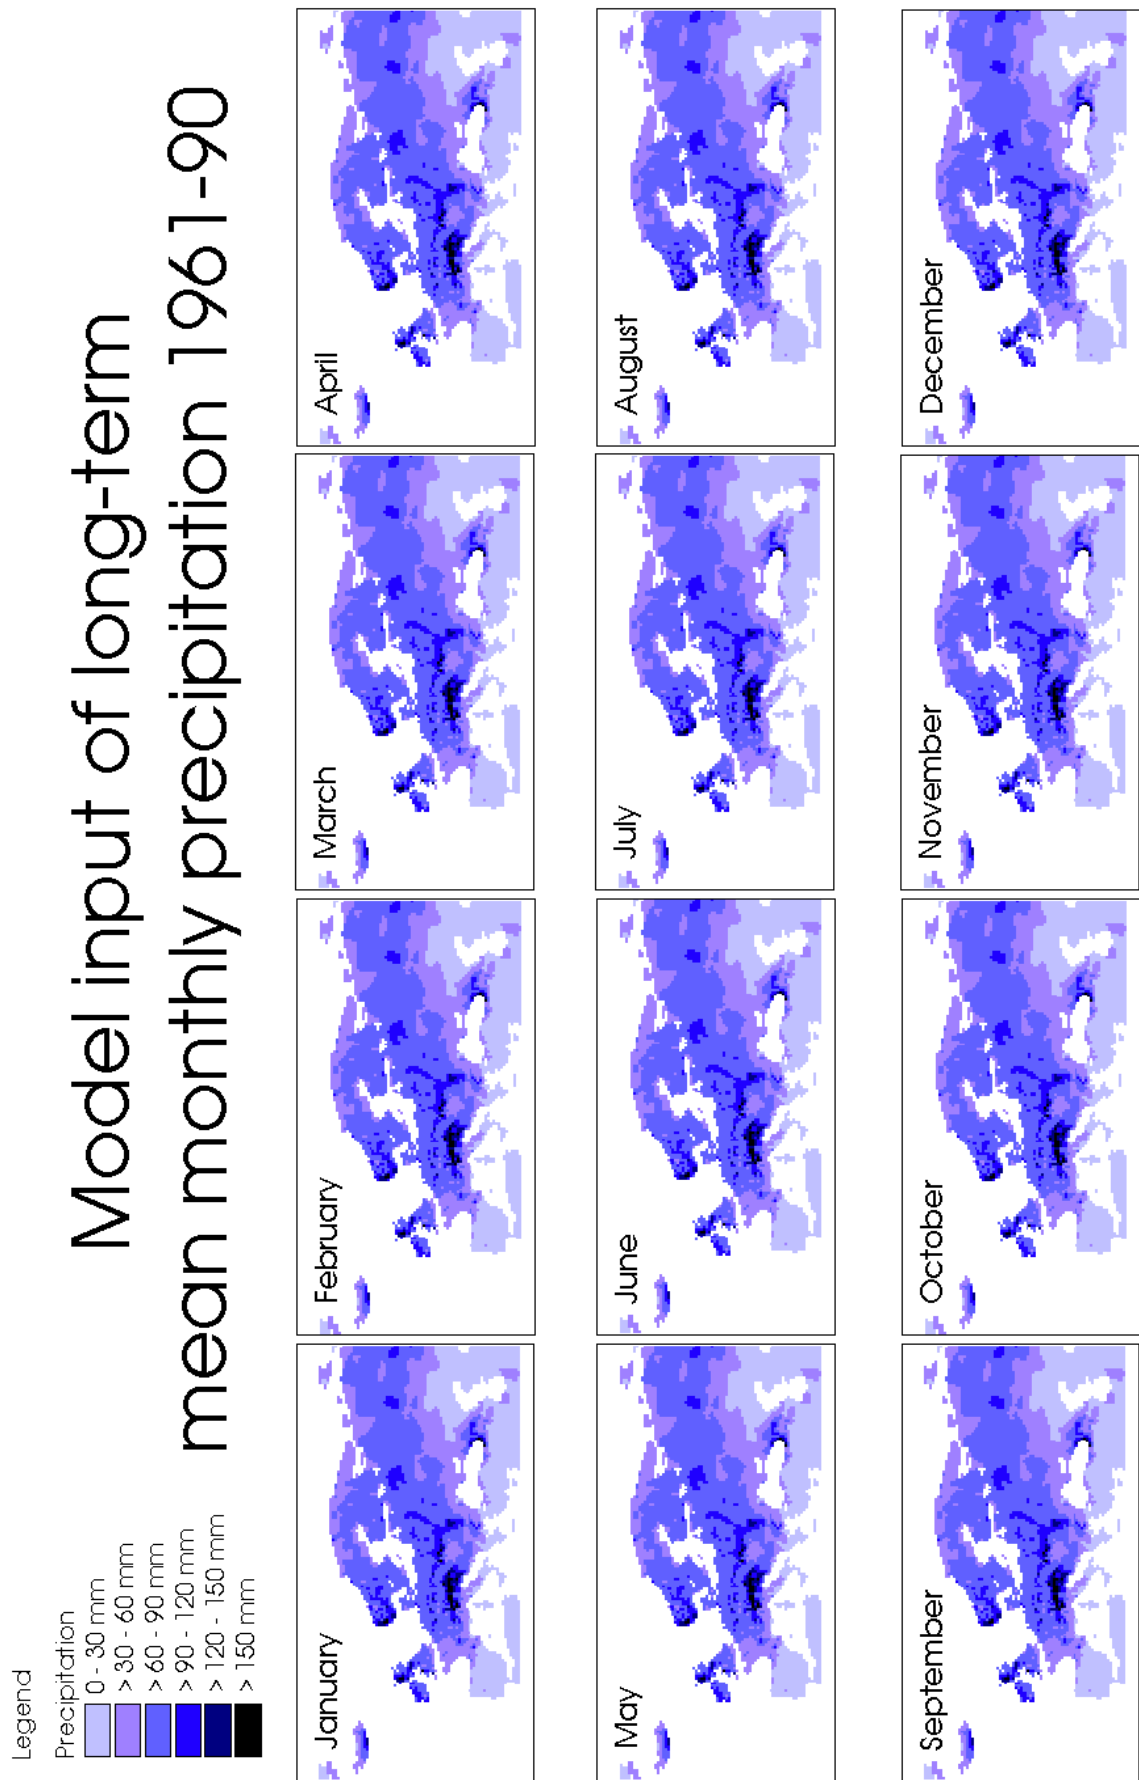 Model input of long-term
mean monthly precipitation 1961-90
Legend
Precipitation
0 - 30 mm
> 30 - 60 mm
> 60 - 90 mm
> 90 - 120 mm
> 120 - 150 mm
> 150 mm
January
February
March
April
May
June
July
August
September
October
November
December